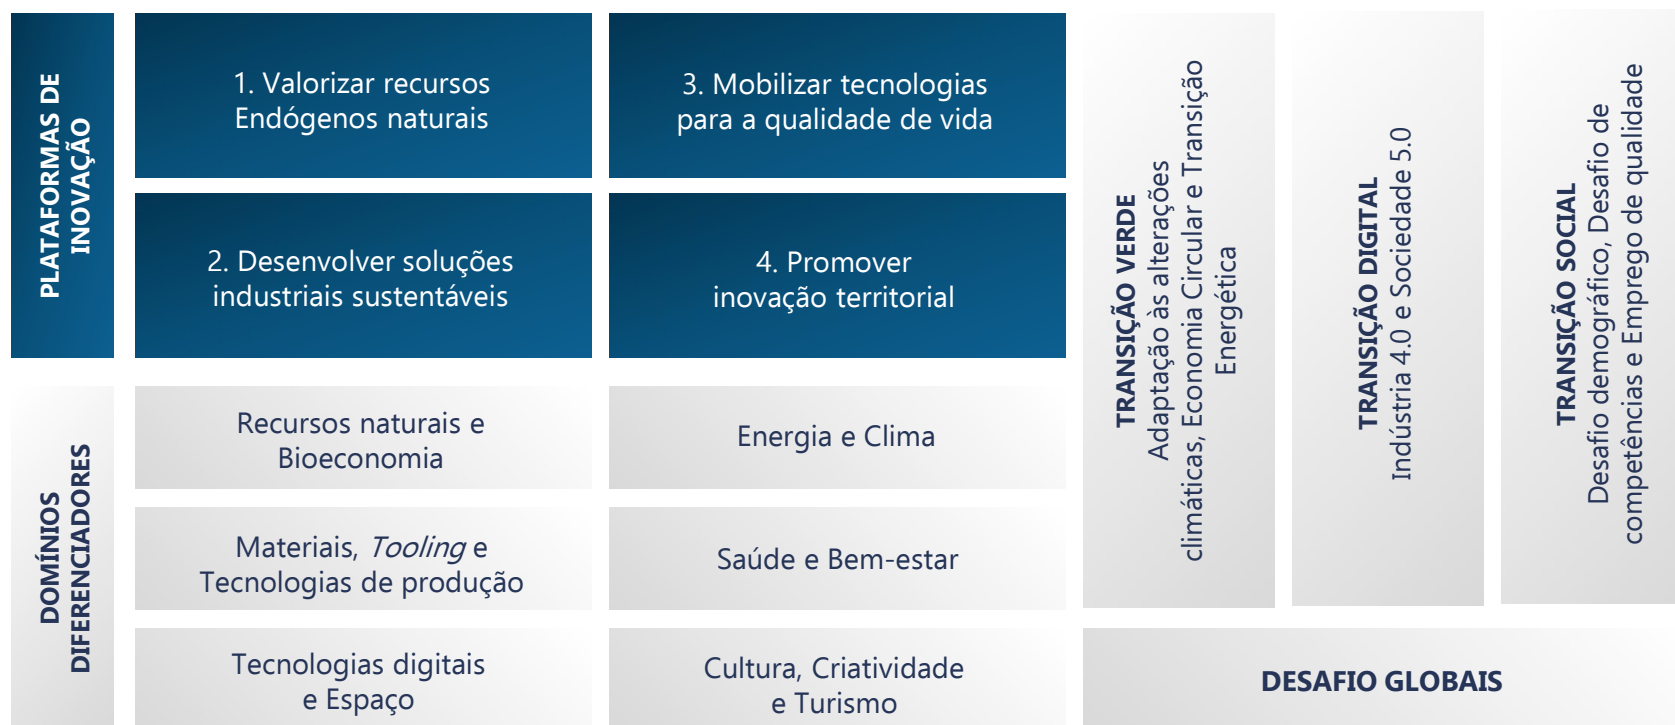 PLATAFORMAS DE
INOVAÇÃO
1. Valorizar recursos
Endógenos naturais
3. Mobilizar tecnologias
para a qualidade de vida
2. Desenvolver soluções
industriais sustentáveis
4. Promover
inovação territorial
DOMÍNIOS
DIFERENCIADORES
Recursos naturais e
Bioeconomia
Energia e Clima
Materiais, Tooling e
Tecnologias de produção
Saúde e Bem-estar
Tecnologias digitais
e Espaço
Cultura, Criatividade
e Turismo
TRANSIÇÃO VERDE
Adaptação às alterações
climáticas, Economia Circular e Transição
Energética
TRANSIÇÃO DIGITAL
Indústria 4.0 e Sociedade 5.0
TRANSIÇÃO SOCIAL
Desafio demográfico, Desafio de
competências e Emprego de qualidade
DESAFIO GLOBAIS